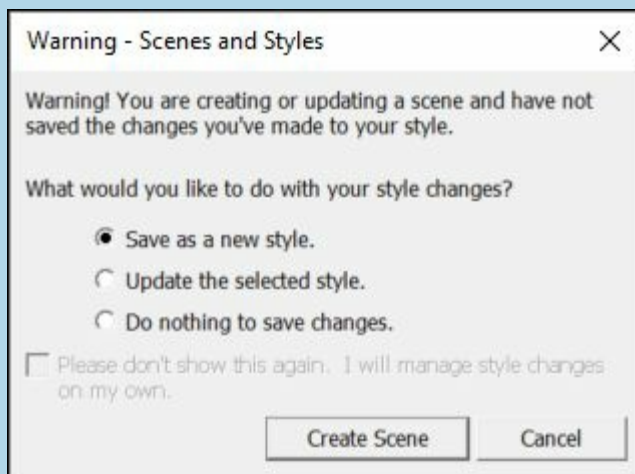 Warning - Scenes and Styles
Warning! You are creating or updating a scene and have not
saved the changes you've made to your style.
What would you like to do with your style changes?
Save as a new style.
Update the selected style.
Do nothing to save changes.
Please don't show this again. I will manage style changes
on my own.
Create Scene
Cancel